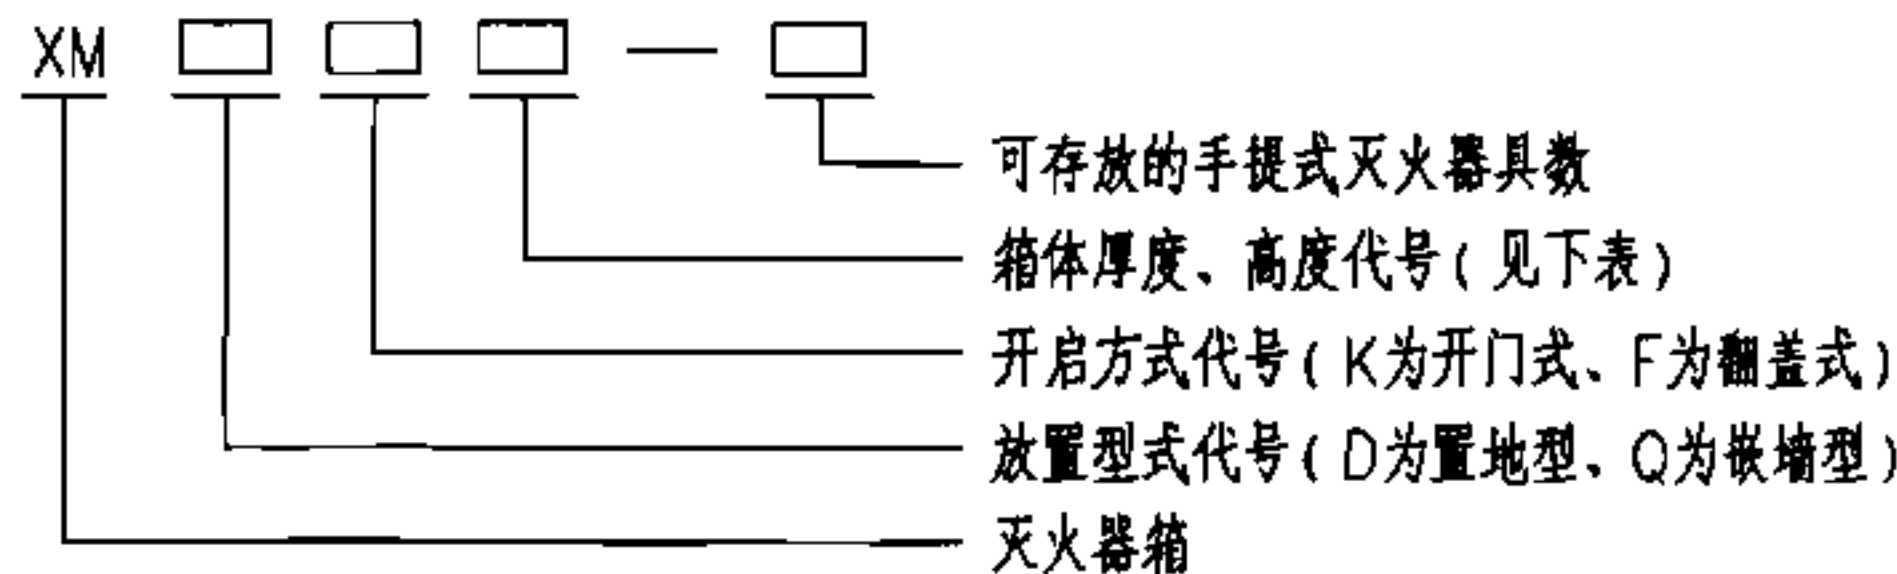 XM □ □ □ — □
可存放的手提式灭火器具数
箱体厚度、高度代号(见下表)
开启方式代号(K为开门式、F为翻盖式)
放置型式代号(D为置地型、Q为嵌墙型)
灭火器箱